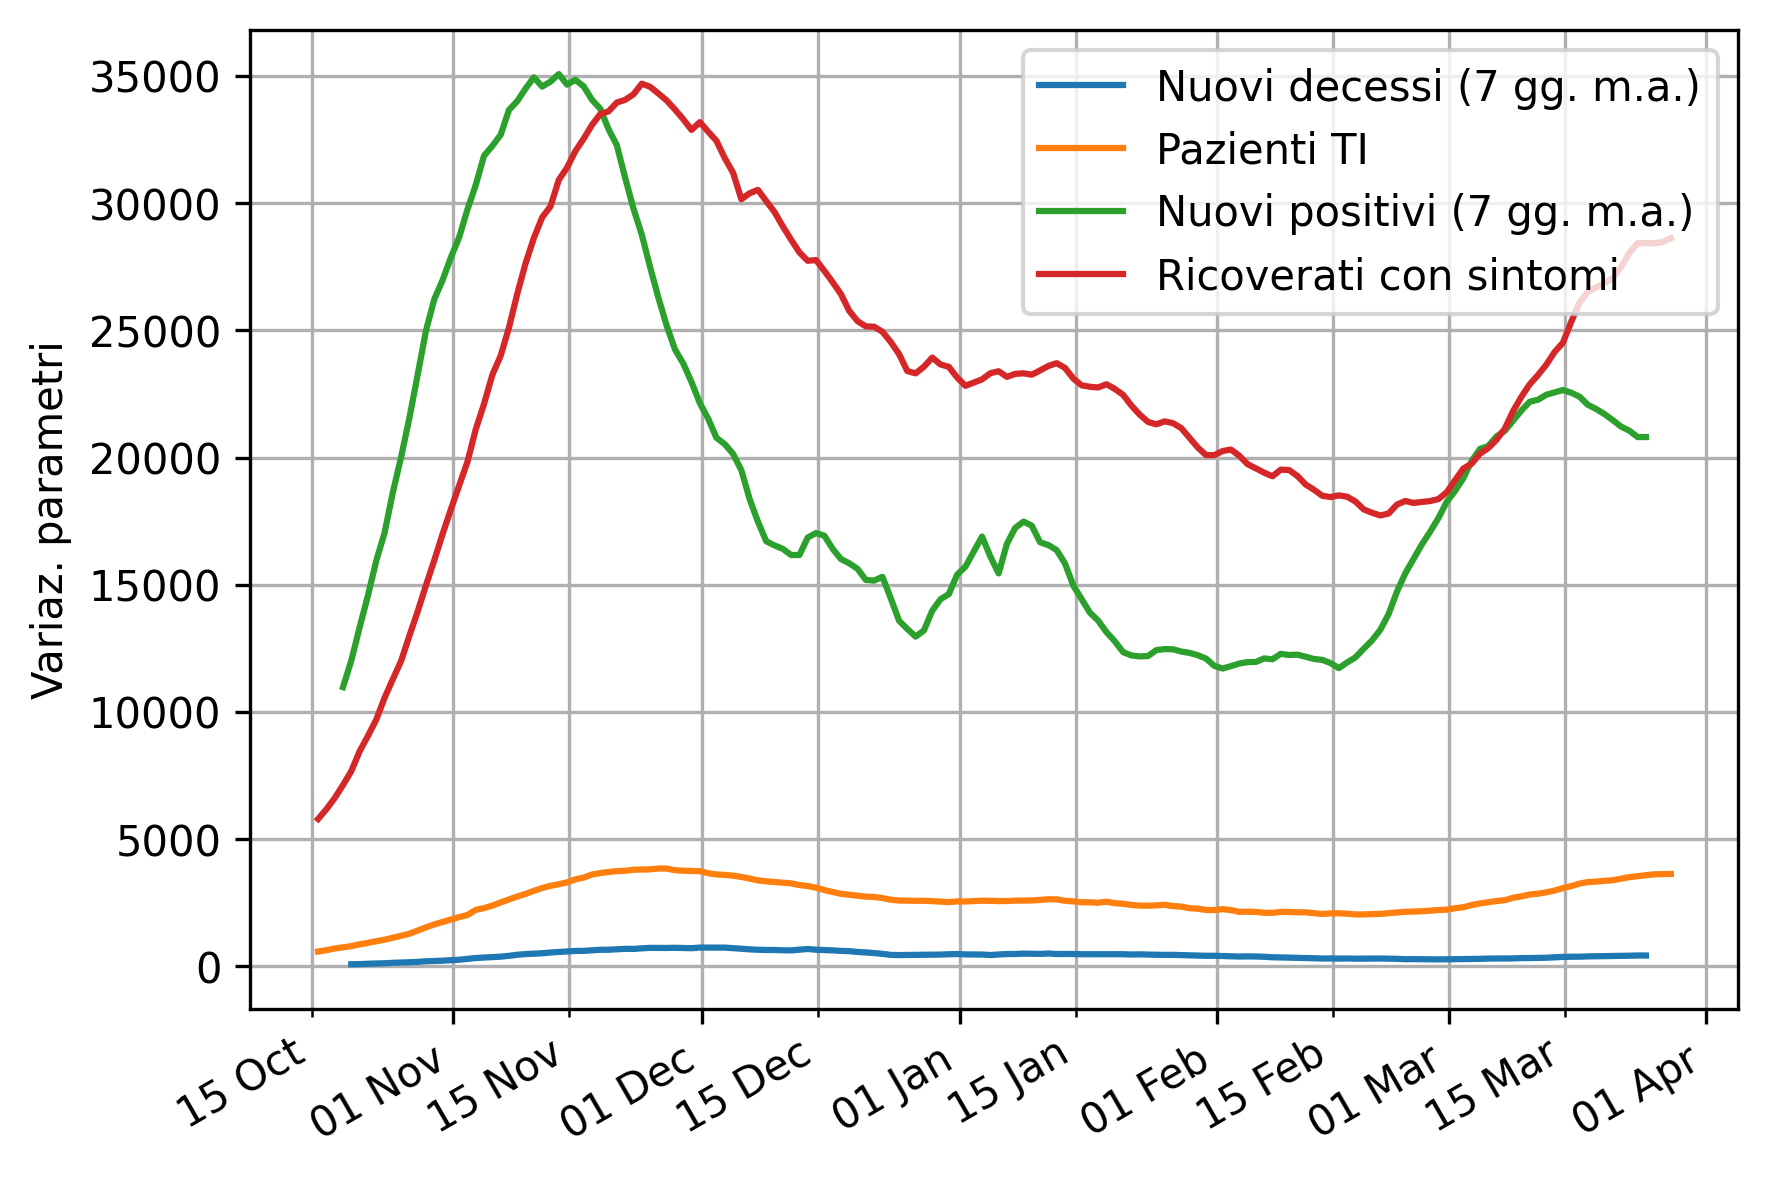 Variaz. parametri
35000
30000
25000
20000
15000
10000
5000
0
Nuovi decessi (7 gg. m.a.)
Pazienti TI
Nuovi positivi (7 gg. m.a.)
Ricoverati con sintomi
15 Oct
01 Nov
15 Nov
01 Dec
15 Dec
01 Jan
15 Jan
01 Feb
15 Feb
01 Mar
15 Mar
01 Apr